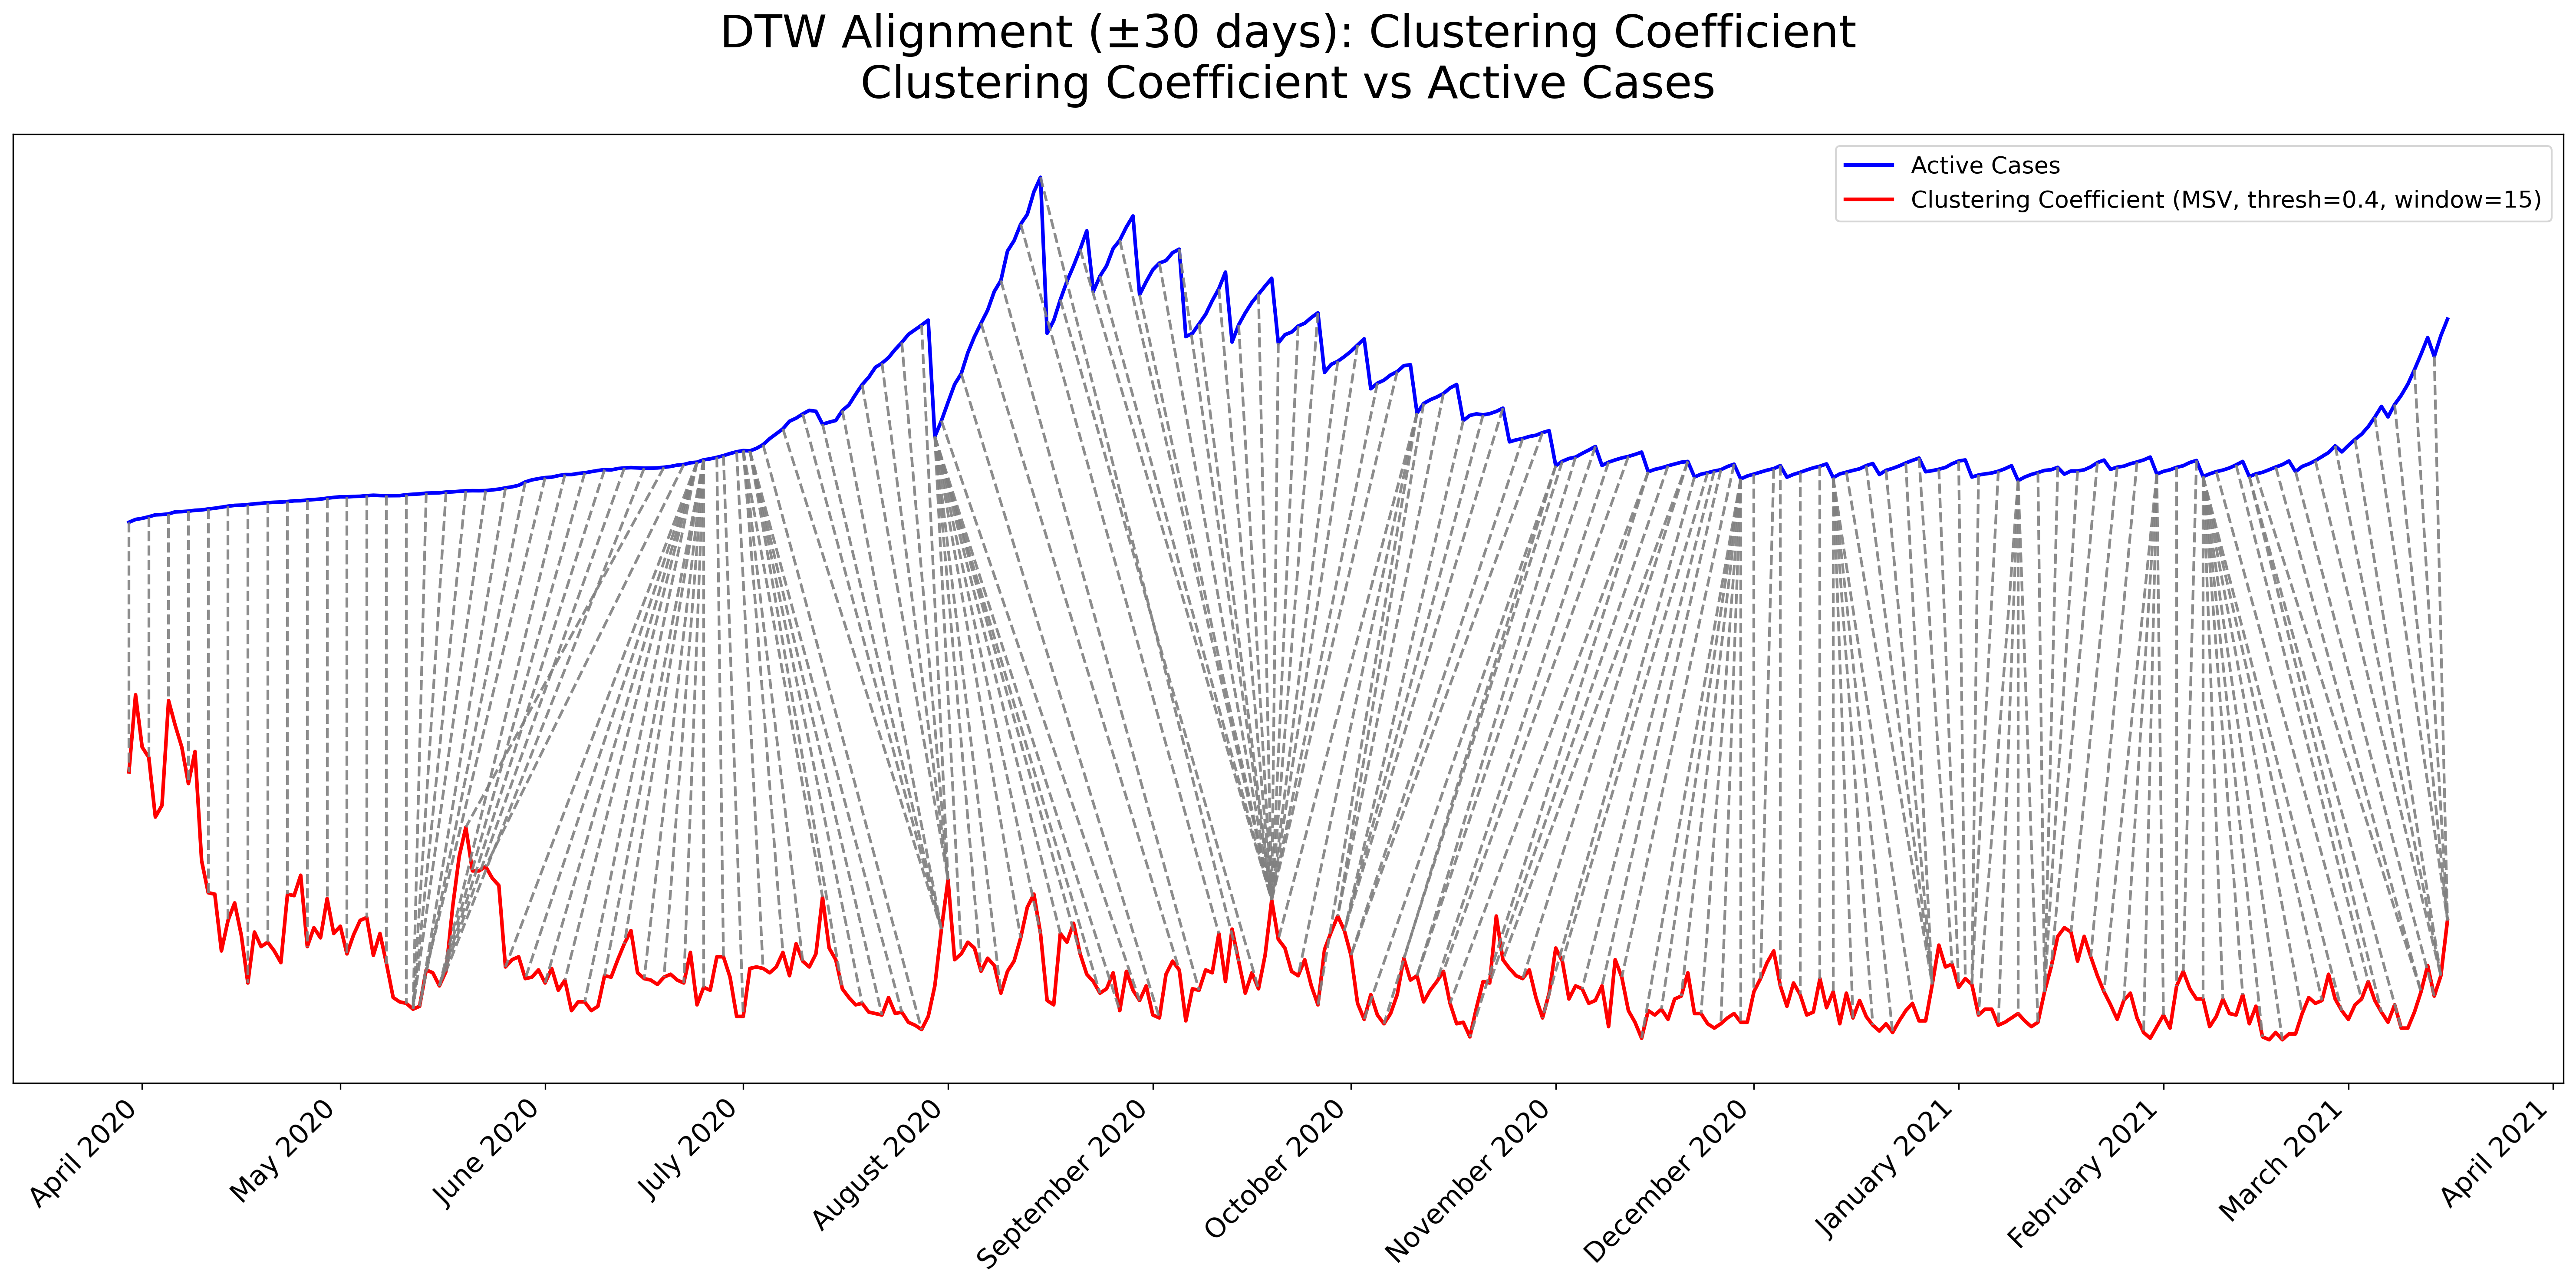 DTW Alignment (±30 days): Clustering Coefficient
Clustering Coefficient vs Active Cases
Active Cases
Clustering Coefficient (MSV, thresh=0.4, window=15)
April 2020
May 2020
June 2020
July 2020
August 2020
September 2020
October 2020
November 2020
December 2020
January 2021
February 2021
March 2021
April 2021